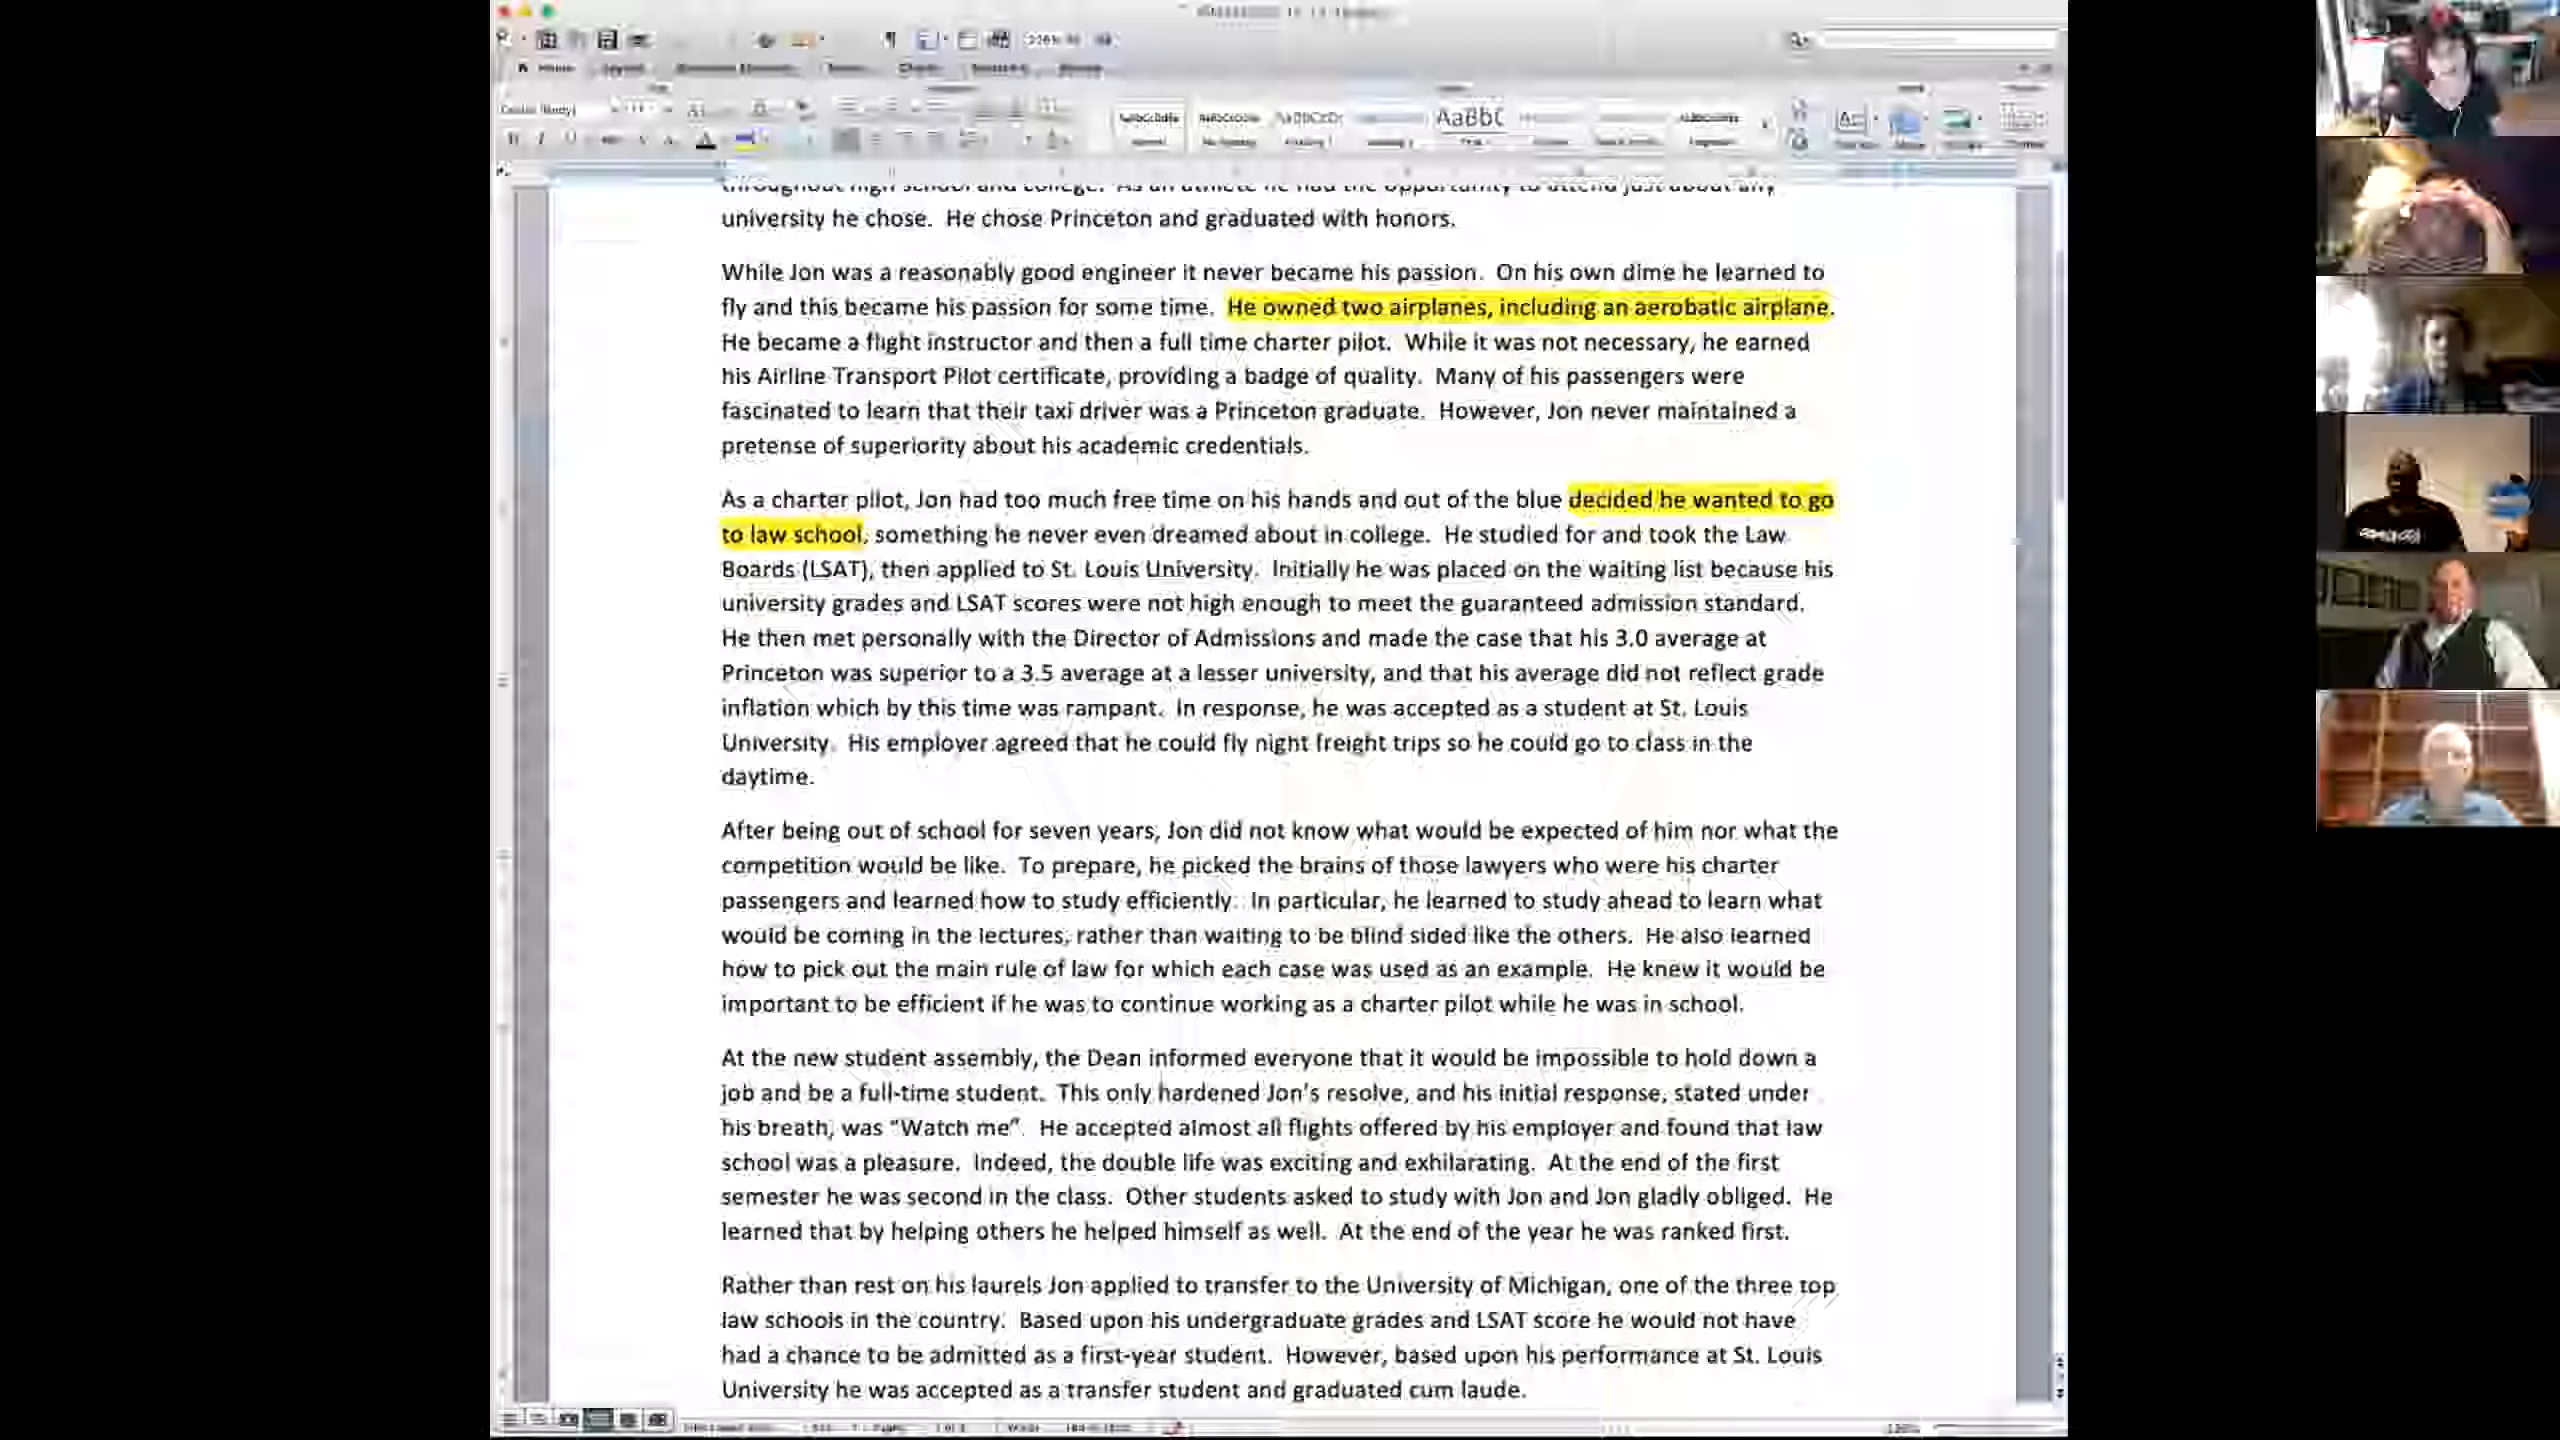 throughout high school and college. As an athlete he had the opportunity to attend just about any
university he chose. He chose Princeton and graduated with honors.
While Jon was a reasonably good engineer it never became his passion. On his own dime he learned to
fly and this became his passion for some time. He owned two airplanes, including an aerobatic airplane.
He became a flight instructor and then a full time charter pilot. While it was not necessary, he earned
his Airline Transport Pilot certificate, providing a badge of quality. Many of his passengers were
fascinated to learn that their taxi driver was a Princeton graduate. However, Jon never maintained a
pretense of superiority about his academic credentials.
As a charter pilot, Jon had too much free time on his hands and out of the blue decided he wanted to go
to law school, something he never even dreamed about in college. He studied for and took the Law
Boards (LSAT), then applied to St. Louis University. Initially he was placed on the waiting list because his
university grades and LSAT scores were not high enough to meet the guaranteed admission standard.
He then met personally with the Director of Admissions and made the case that his 3.0 average at
Princeton was superior to a 3.5 average at a lesser university, and that his average did not reflect grade
inflation which by this time was rampant. In response, he was accepted as a student at St. Louis
University. His employer agreed that he could fly night freight trips so he could go to class in the
daytime.
After being out of school for seven years, Jon did not know what would be expected of him nor what the
competition would be like. To prepare, he picked the brains of those lawyers who were his charter
passengers and learned how to study efficiently. In particular, he learned to study ahead to learn what
would be coming in the lectures, rather than waiting to be blind sided like the others. He also learned
how to pick out the main rule of law for which each case was used as an example. He knew it would be
important to be efficient if he was to continue working as a charter pilot while he was in school.
At the new student assembly, the Dean informed everyone that it would be impossible to hold down a
job and be a full-time student. This only hardened Jon's resolve, and his initial response, stated under
his breath, was "Watch me". He accepted almost all flights offered by his employer and found that law
school was a pleasure. Indeed, the double life was exciting and exhilarating. At the end of the first
semester he was second in the class. Other students asked to study with Jon and Jon gladly obliged. He
learned that by helping others he helped himself as well. At the end of the year he was ranked first.
Rather than rest on his laurels Jon applied to transfer to the University of Michigan, one of the three top
law schools in the country. Based upon his undergraduate grades and LSAT score he would not have
had a chance to be admitted as a first-year student. However, based upon his performance at St. Louis
University he was accepted as a transfer student and graduated cum laude.